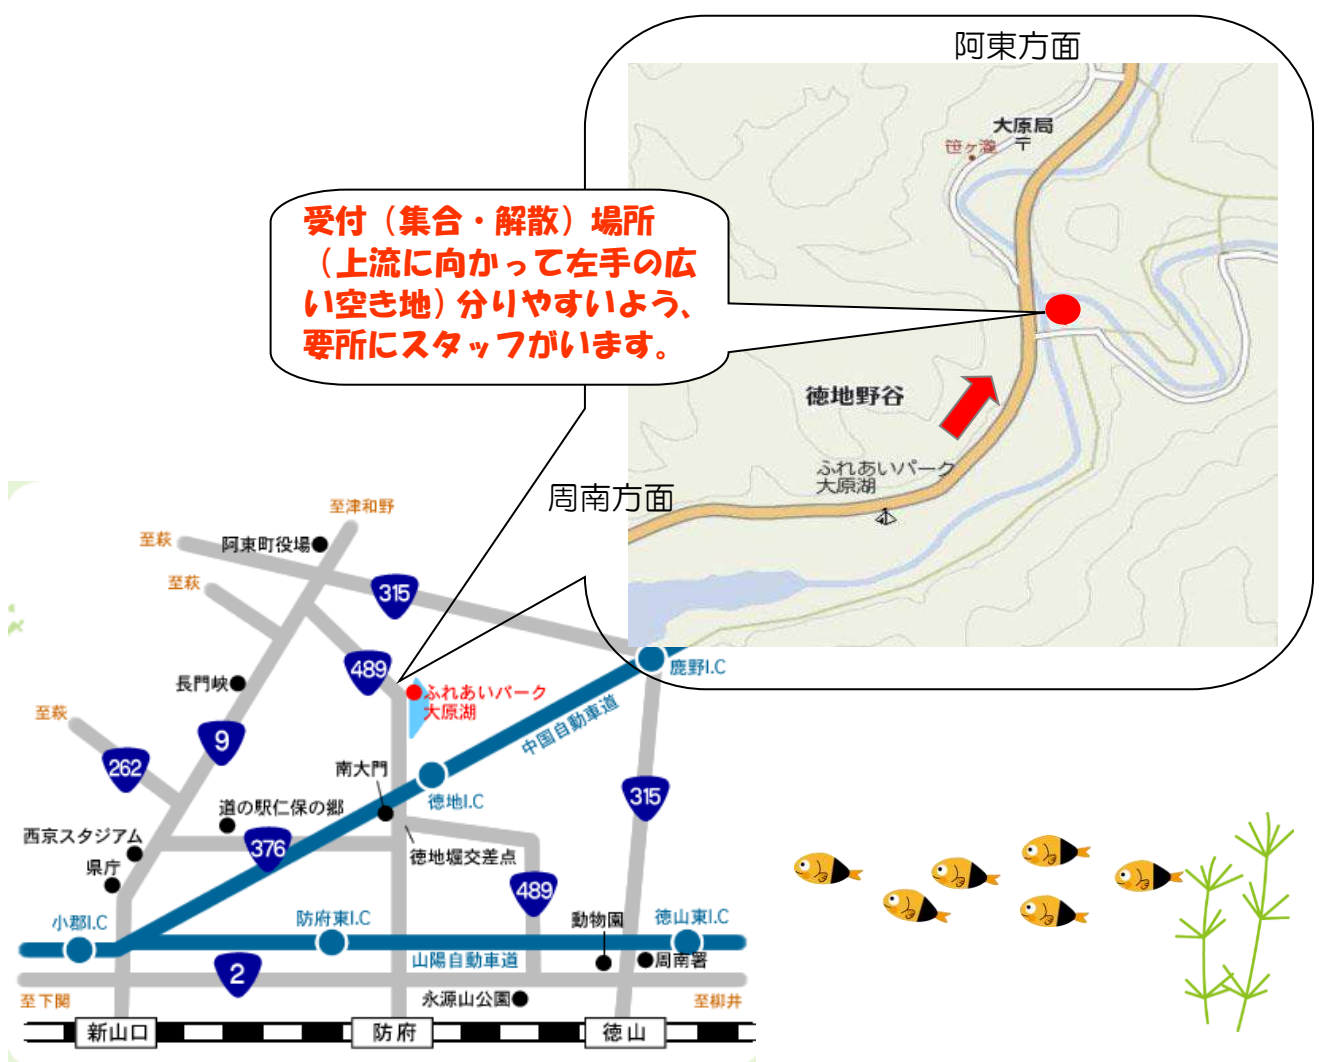 阿東方面
大原局
笹ヶ滝
受付（集合・解散）場所
（上流に向かって左手の広
い空き地）分りやすいよう、
要所にスタッフがいます。
徳地野谷
ふれあいパーク
大原湖
周南方面
至津和野
至萩
阿東町役場
至萩
315
489
鹿野I.C
長門峡
ふれあいパーク
大原湖
至萩
9
中国自動車道
262
南大門
徳地I.C
315
道の駅仁保の郷
西京スタジアム
376
徳地堀交差点
県庁
489
小郡I.C
防府東I.C
動物園
徳山東I.C
山陽自動車道
周南署
2
至下関
永源山公園
至柳井
新山口
防府
徳山